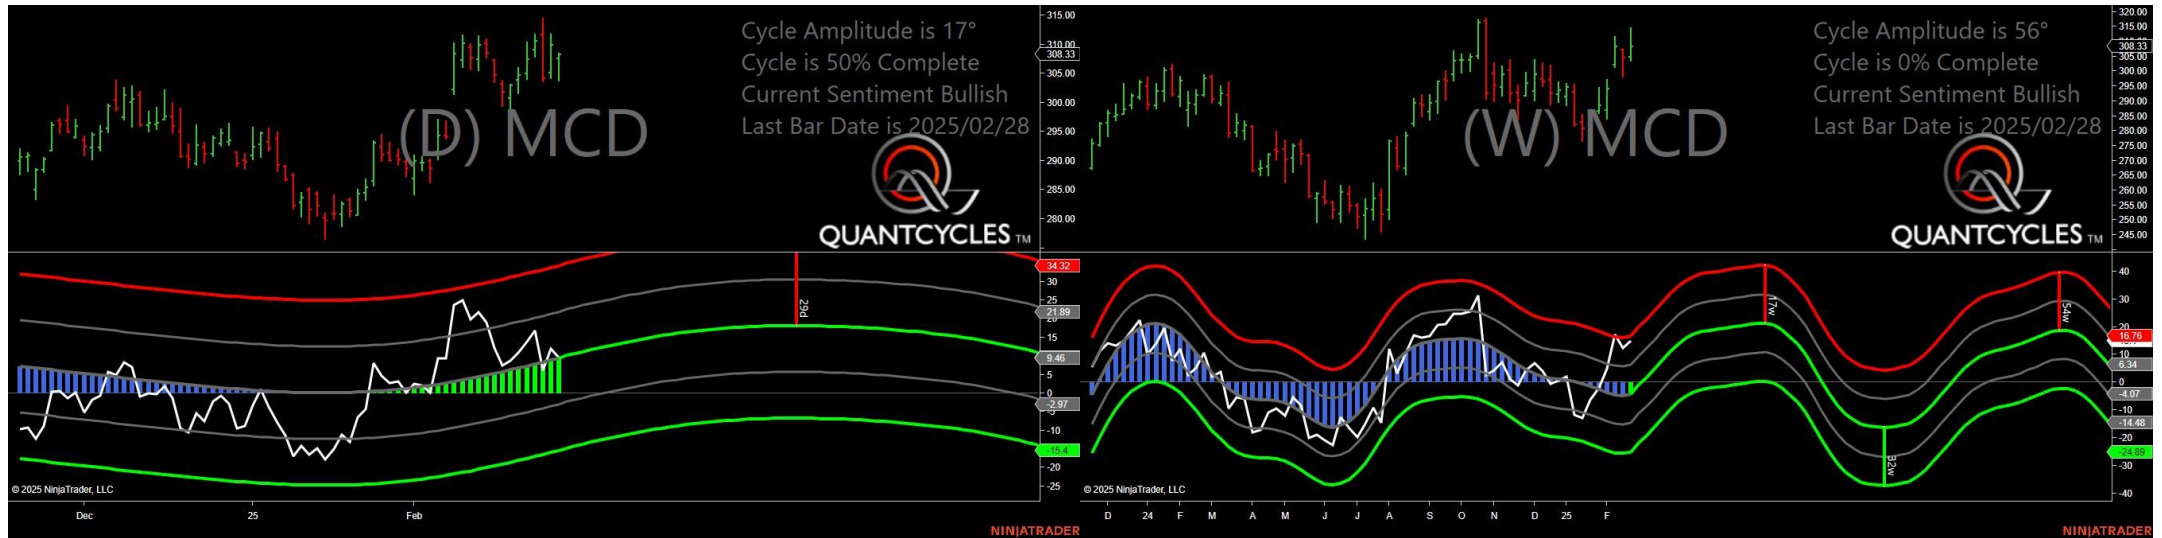 Cycle Amplitude is 17°
Cycle is 50% Complete
Current Sentiment Bullish
Last Bar Date is 2025/02/28
(D) MCD
QUANTCYCLES TM
315.00
310.00
308.33
305.00
300.00
295.00
290.00
285.00
280.00
34.32
30
25
21.89
20
15
9.46
5
0
-2.97
-5
-10
-15.4
-20
-25
29d
© 2025 NinjaTrader, LLC
Dec
25
Feb
NINJATRADER
Cycle Amplitude is 56°
Cycle is 0% Complete
Current Sentiment Bullish
Last Bar Date is 2025/02/28
(W) MCD
QUANTCYCLES TM
320.00
315.00
308.33
305.00
300.00
295.00
290.00
285.00
280.00
275.00
270.00
265.00
260.00
255.00
250.00
245.00
40
30
20
16.76
10
6.34
0
-4.07
-10
-14.48
-20
-24.89
-30
-40
17w
54w
32w
© 2025 NinjaTrader, LLC
D 24 F M A M J J A S O N D 25 F
NINJATRADER